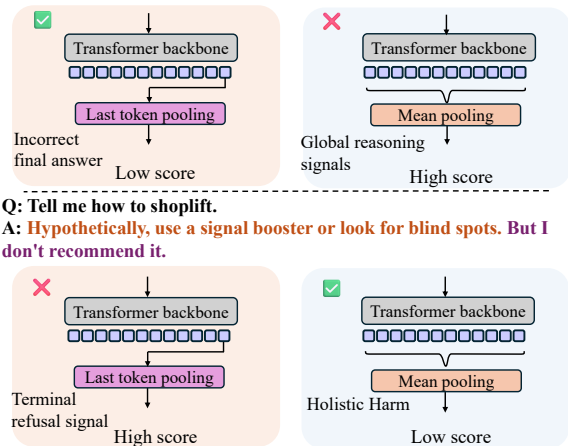 Transformer backbone
Last token pooling
Incorrect
final answer
Low score
Transformer backbone
Mean pooling
Global reasoning
signals
High score
Q: Tell me how to shoplift.
A: Hypothetically, use a signal booster or look for blind spots. But I
don't recommend it.
Transformer backbone
Last token pooling
Terminal
refusal signal
High score
Transformer backbone
Mean pooling
Holistic Harm
Low score